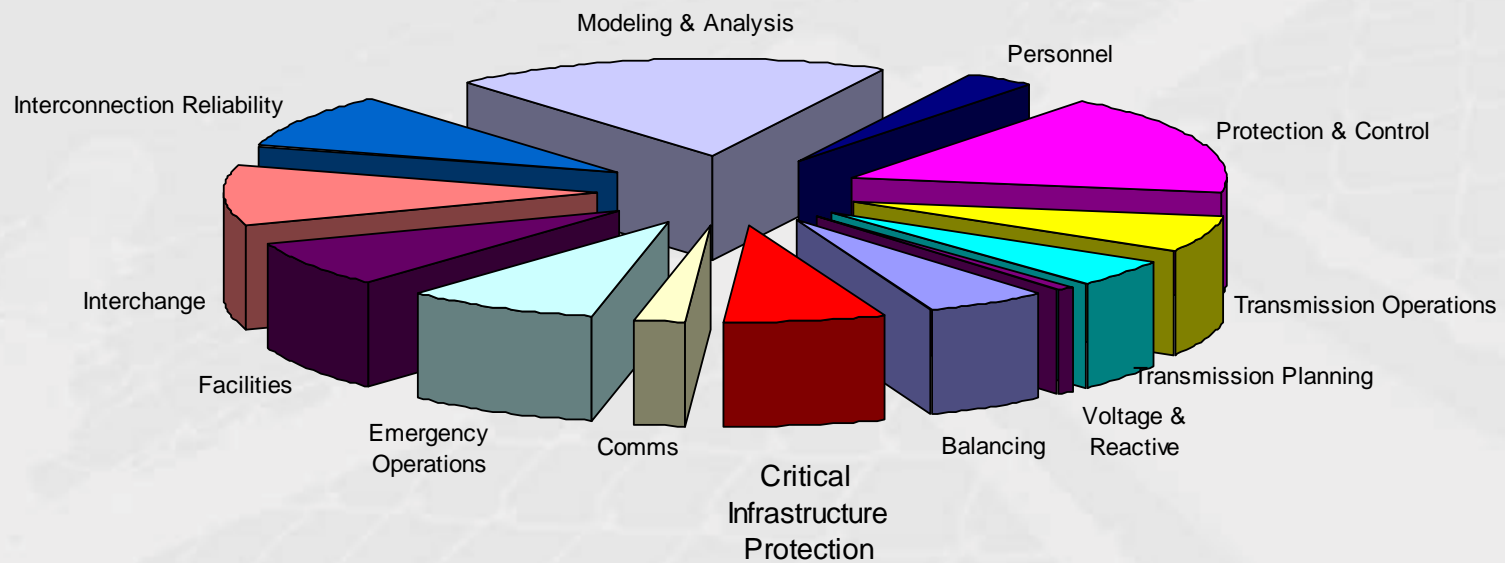 Modeling & Analysis
Personnel
Interconnection Reliability
Protection & Control
Interchange
Transmission Operations
Facilities
Transmission Planning
Emergency
Operations
Comms
Balancing
Voltage &
Reactive
Critical
Infrastructure
Protection